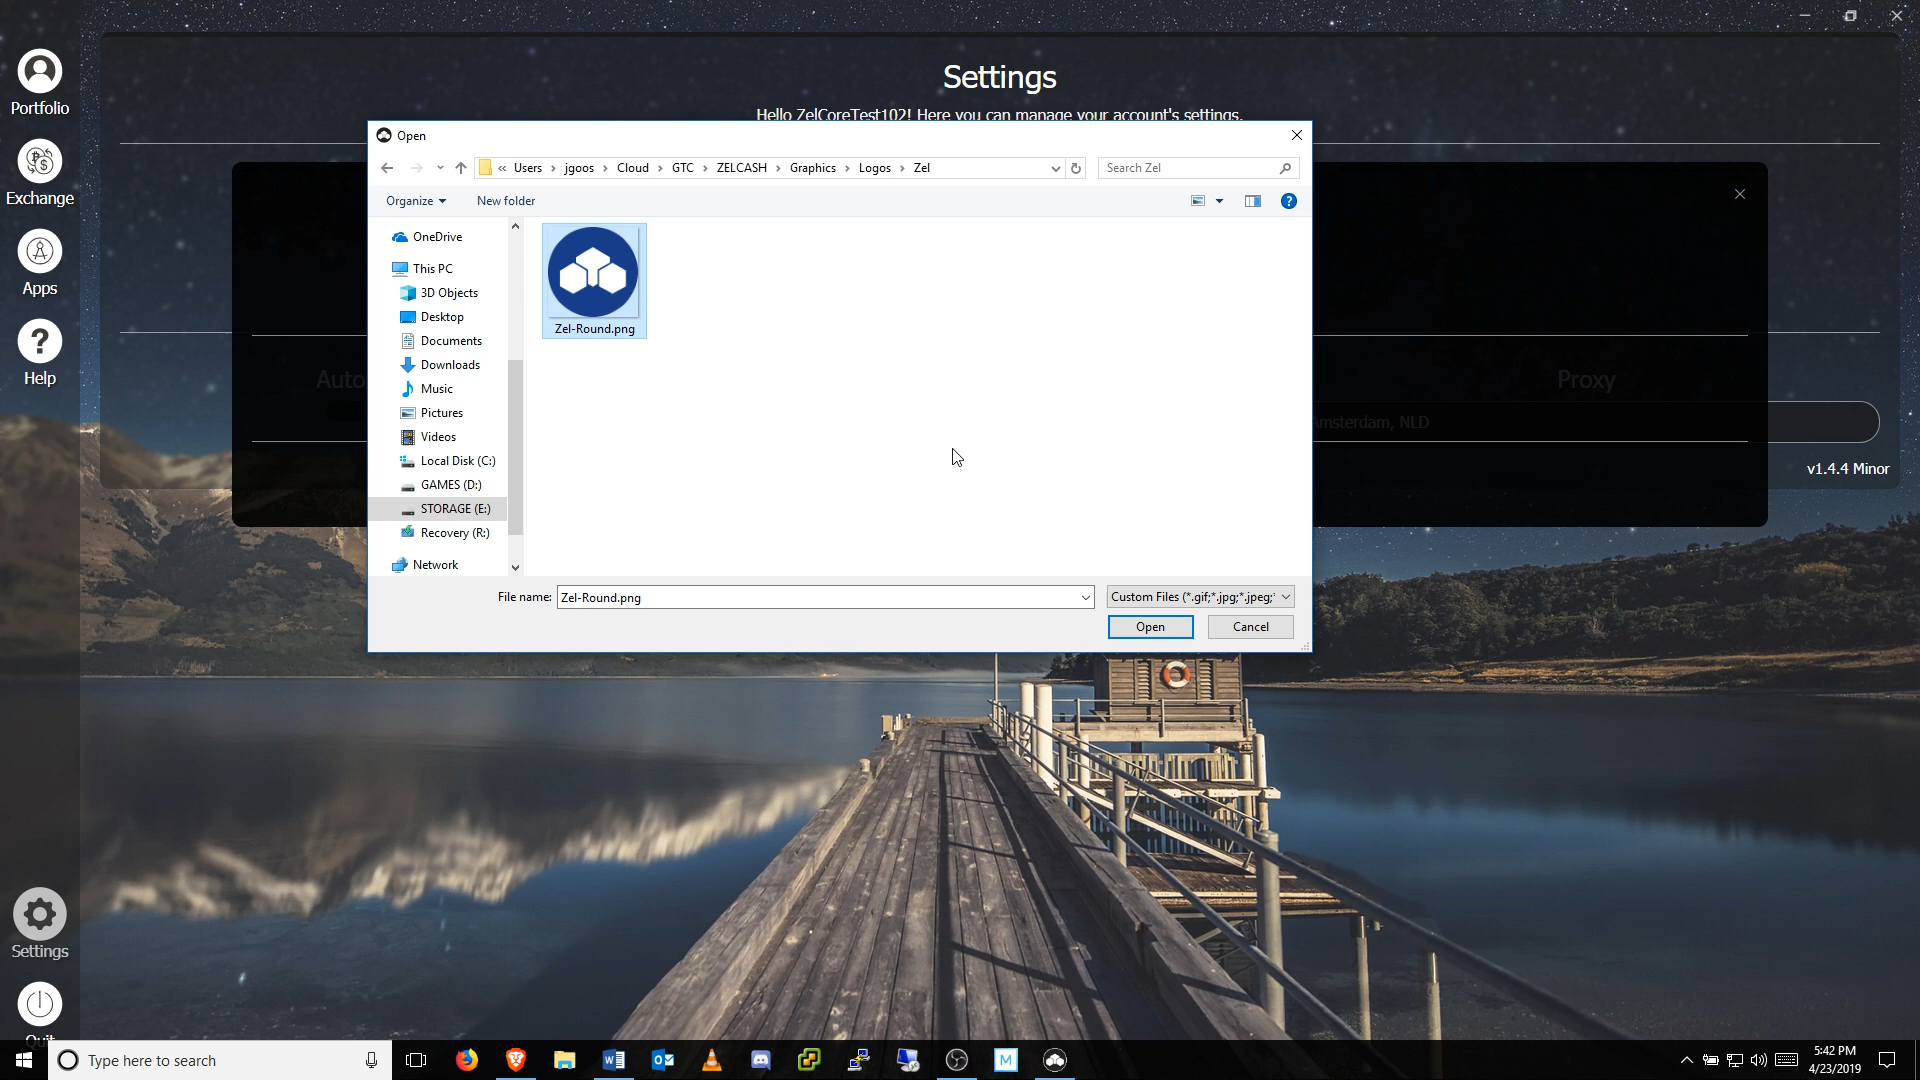 Settings
Hello ZelCoreTest102! Here you can manage your account's settings.
Portfolio
Exchange
Apps
Help
Settings
Quit
Open
« Users > jgoos > Cloud > GTC > ZELCASH > Graphics > Logos > Zel
Search Zel
Organize
New folder
OneDrive
This PC
3D Objects
Desktop
Documents
Downloads
Music
Pictures
Videos
Local Disk (C:)
GAMES (D:)
STORAGE (E:)
Recovery (R:)
Network
Zel-Round.png
File name:
Zel-Round.png
Custom Files (*.gif;*.jpg;*.jpeg;*
Open
Cancel
Auto
Proxy
Amsterdam, NLD
v1.4.4 Minor
Type here to search
M
5:42 PM
4/23/2019